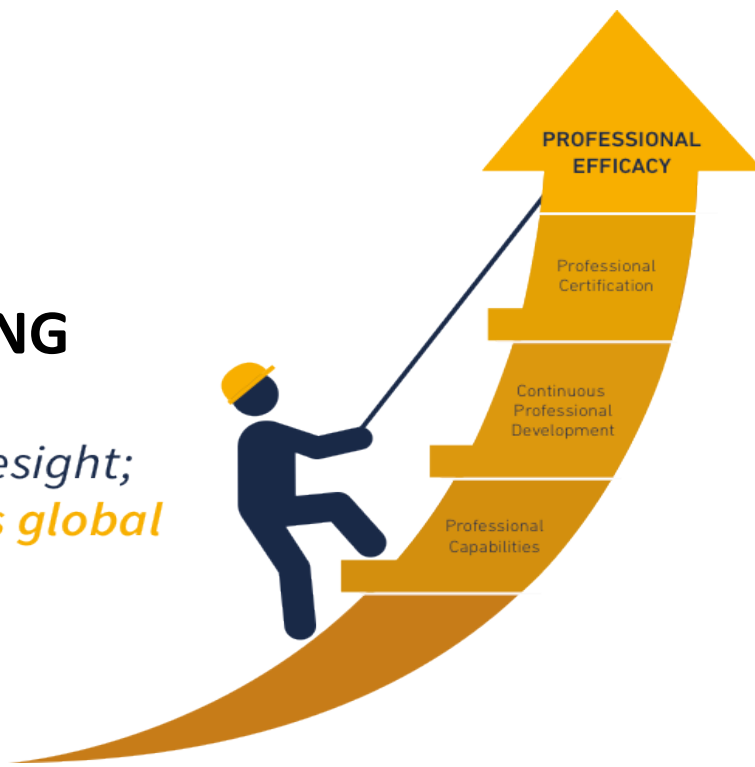 PROFESSIONAL
EFFICACY
Professional
Certification
NG
Continuous
Professional
Development
esight;
s global
Professional
Capabilities